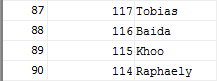 87 117 Tobias
88 116 Baida
89 115 Khoo
90 114 Raphaely